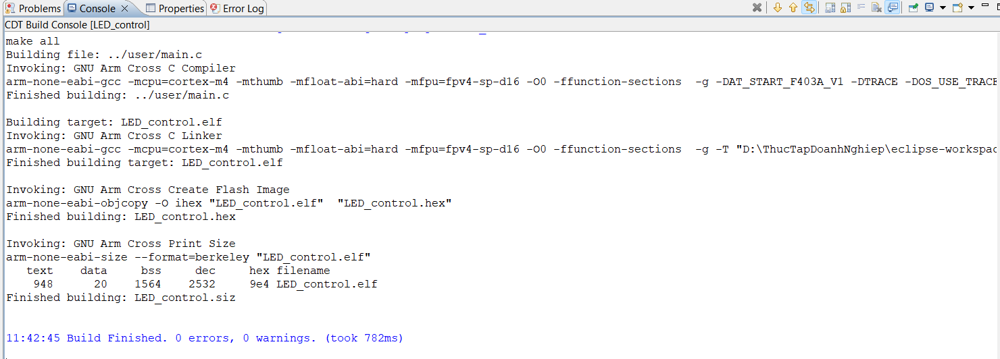 Problems Console Properties Error Log
CDT Build Console [LED_control]
make all
Building file: ../user/main.c
Invoking: GNU Arm Cross C Compiler
arm-none-eabi-gcc -mcpu=cortex-m4 -mthumb -mfloat-abi=hard -mfpu=fpv4-sp-d16 -O0 -ffunction-sections  -g -DAT_START_F403A_V1 -DTRACE -DOS_USE_TRACE
Finished building: ../user/main.c

Building target: LED_control.elf
Invoking: GNU Arm Cross C Linker
arm-none-eabi-gcc -mcpu=cortex-m4 -mthumb -mfloat-abi=hard -mfpu=fpv4-sp-d16 -O0 -ffunction-sections  -g -T "D:\ThucTapDoanhNghiep\eclipse-workspac
Finished building target: LED_control.elf

Invoking: GNU Arm Cross Create Flash Image
arm-none-eabi-objcopy -O ihex "LED_control.elf"  "LED_control.hex"
Finished building: LED_control.hex

Invoking: GNU Arm Cross Print Size
arm-none-eabi-size --format=berkeley "LED_control.elf"
   text    data     bss     dec     hex filename
    948      20    1564    2532     9e4 LED_control.elf
Finished building: LED_control.siz

11:42:45 Build Finished. 0 errors, 0 warnings. (took 782ms)